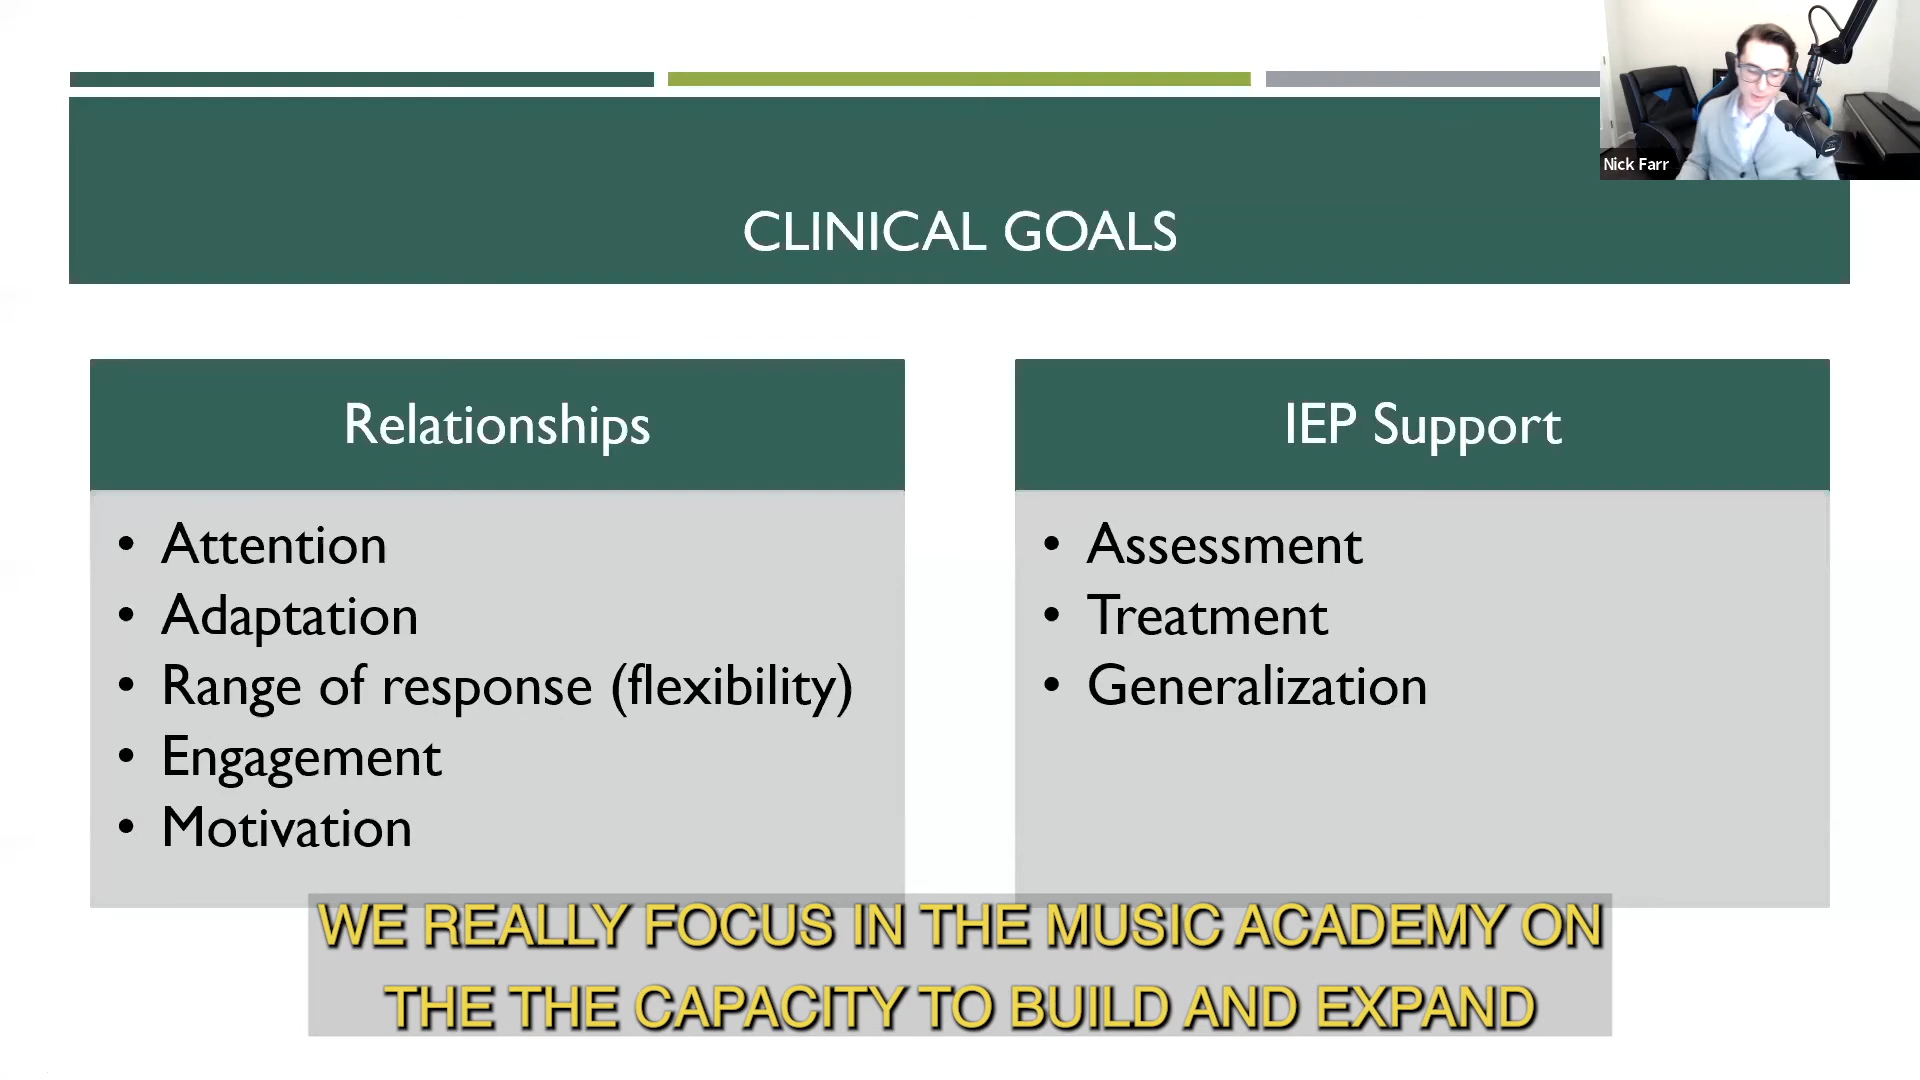 Nick Farr
CLINICAL GOALS
Relationships
• Attention
• Adaptation
• Range of response (flexibility)
• Engagement
• Motivation
IEP Support
• Assessment
• Treatment
• Generalization
WE REALLY FOCUS IN THE MUSIC ACADEMY ON
THE THE CAPACITY TO BUILD AND EXPAND